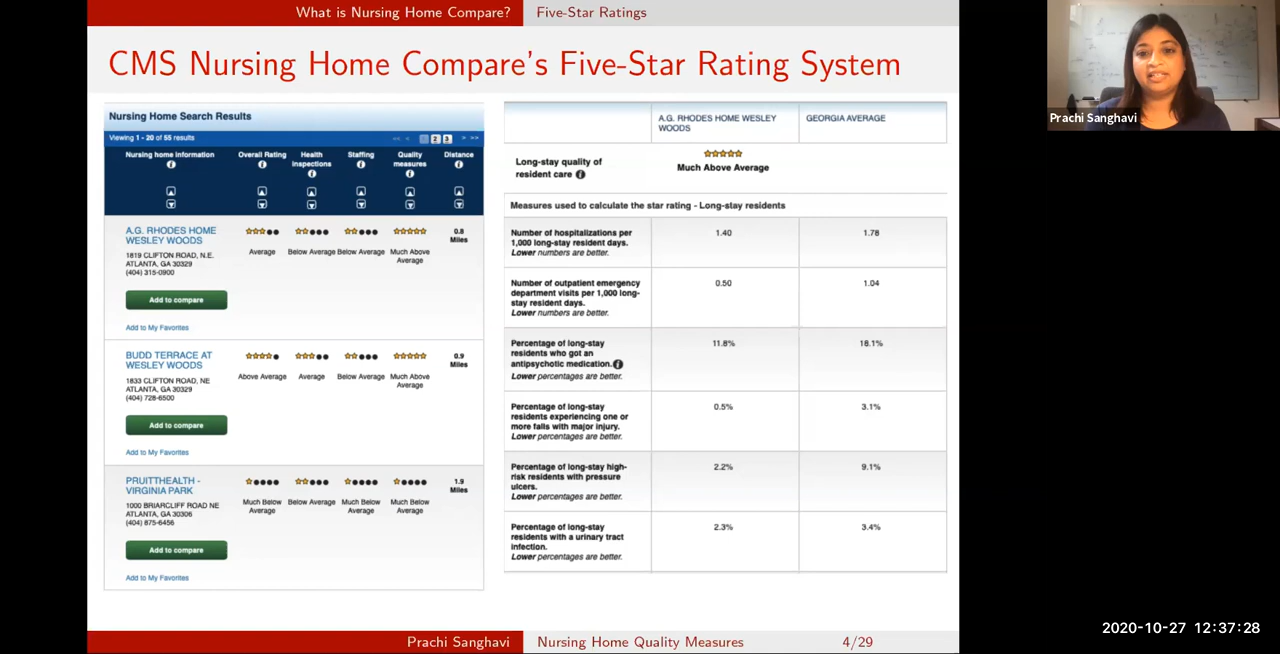 What is Nursing Home Compare?
Five-Star Ratings
CMS Nursing Home Compare's Five-Star Rating System
Nursing Home Search Results
Viewing 1 - 20 of 55 results
<< < 2 3 > >>
Nursing home information
Overall Rating
Health inspections
Staffing
Quality measures
Distance
A.G. RHODES HOME
WESLEY WOODS
1819 CLIFTON ROAD, N.E.
ATLANTA, GA 30329
(404) 315-0900
Average
Below Average
Below Average
Much Above
Average
0.8
Miles
Add to compare
Add to My Favorites
BUDD TERRACE AT
WESLEY WOODS
1833 CLIFTON ROAD, NE
ATLANTA, GA 30329
(404) 728-6500
Above Average
Average
Below Average
Much Above
Average
0.9
Miles
Add to compare
Add to My Favorites
PRUITTHEALTH -
VIRGINIA PARK
1000 BRIARCLIFF ROAD NE
ATLANTA, GA 30306
(404) 875-6456
Much Below
Average
Below Average
Much Below
Average
Much Below
Average
1.9
Miles
Add to compare
Add to My Favorites
A.G. RHODES HOME WESLEY
WOODS
GEORGIA AVERAGE
Long-stay quality of
resident care
Much Above Average
Measures used to calculate the star rating - Long-stay residents
Number of hospitalizations per
1,000 long-stay resident days.
Lower numbers are better.
1.40
1.78
Number of outpatient emergency
department visits per 1,000 long-
stay resident days.
Lower numbers are better.
0.50
1.04
Percentage of long-stay
residents who got an
antipsychotic medication.
Lower percentages are better.
11.8%
18.1%
Percentage of long-stay
residents experiencing one or
more falls with major injury.
Lower percentages are better.
0.5%
3.1%
Percentage of long-stay high-
risk residents with pressure
ulcers.
Lower percentages are better.
2.2%
9.1%
Percentage of long-stay
residents with a urinary tract
infection.
Lower percentages are better.
2.3%
3.4%
Prachi Sanghavi
Nursing Home Quality Measures
4/29
Prachi Sanghavi
2020-10-27 12:37:28